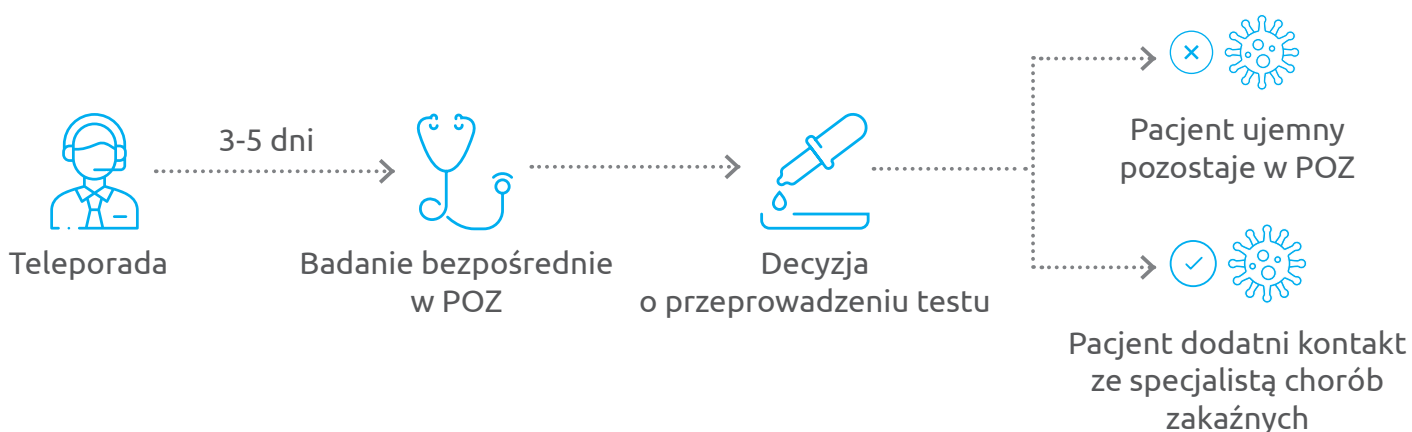 Teleporada
3-5 dni
Badanie bezpośrednie
w POZ
Decyzja
o przeprowadzeniu testu
Pacjent ujemny
pozostaje w POZ
Pacjent dodatni kontakt
ze specjalistą chorób
zakaźnych